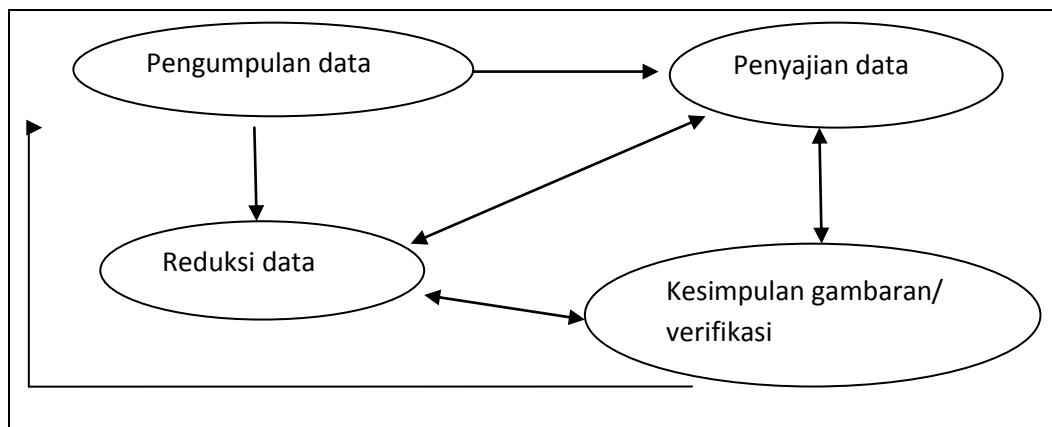 Pengumpulan data
Penyajian data
Reduksi data
Kesimpulan gambaran/
verifikasi